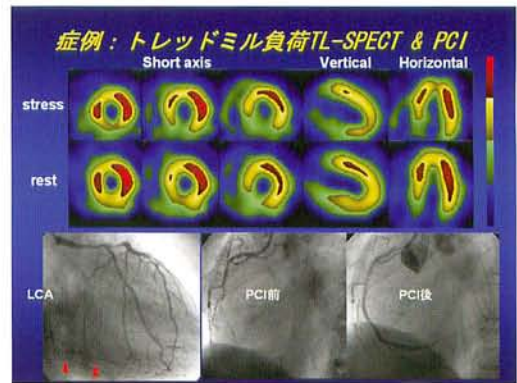 症例：トレッドミル負荷TL-SPECT & PCI
Short axis Vertical Horizontal
stress
rest
LCA PCI前 PCI後